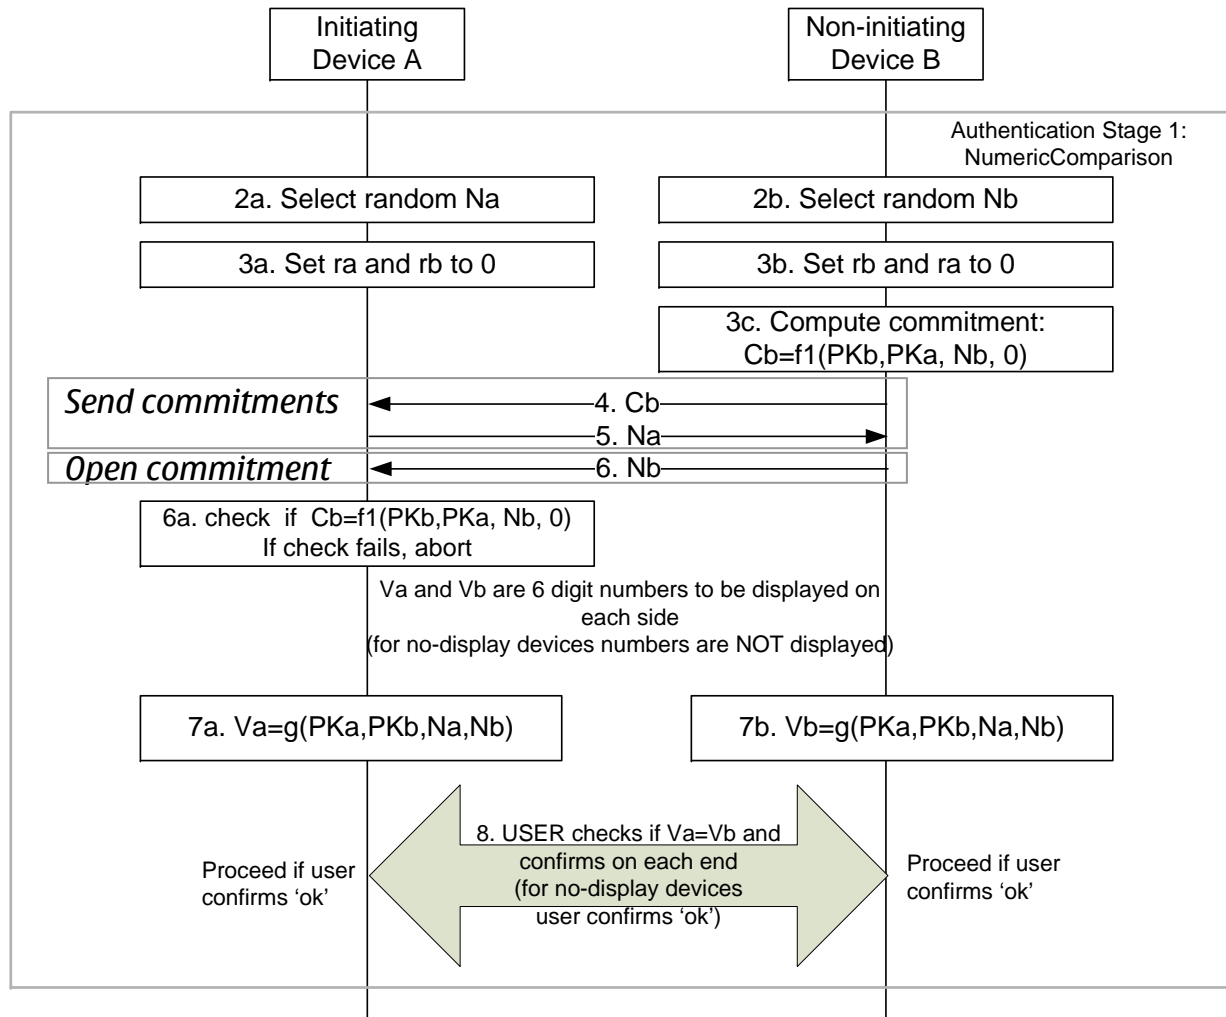 Initiating
Device A
Non-initiating
Device B
Authentication Stage 1:
NumericComparison
2a. Select random Na
2b. Select random Nb
3a. Set ra and rb to 0
3b. Set rb and ra to 0
3c. Compute commitment:
Cb=f1(PKb,PKa, Nb, 0)
Send commitments
4. Cb
5. Na
Open commitment
6. Nb
6a. check if Cb=f1(PKb,PKa, Nb, 0)
If check fails, abort
Va and Vb are 6 digit numbers to be displayed on
each side
(for no-display devices numbers are NOT displayed)
7a. Va=g(PKa,PKb,Na,Nb)
7b. Vb=g(PKa,PKb,Na,Nb)
8. USER checks if Va=Vb and
confirms on each end
(for no-display devices
user confirms ‘ok’)
Proceed if user
confirms ‘ok’
Proceed if user
confirms ‘ok’